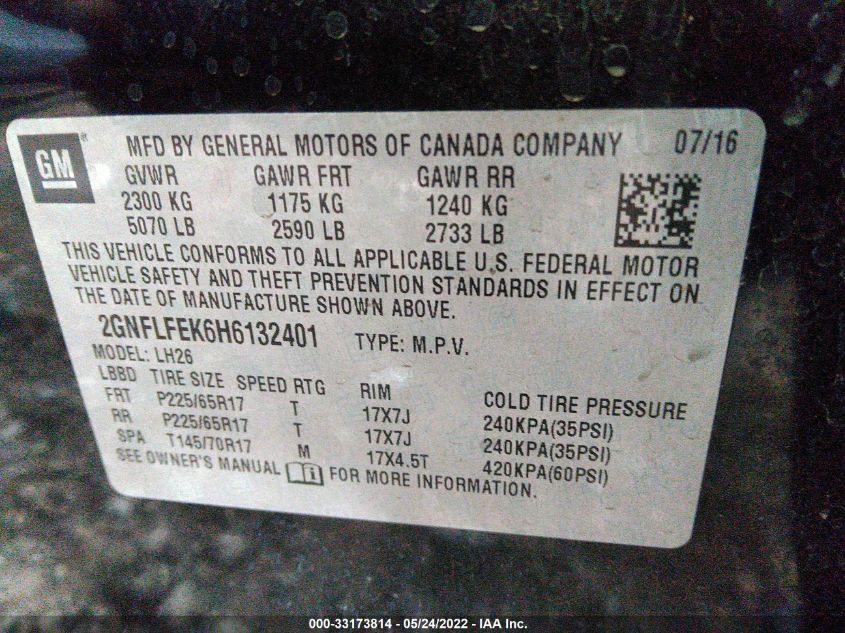 GM
MFD BY GENERAL MOTORS OF CANADA COMPANY 07/16
GVWR GAWR FRT GAWR RR
2300 KG 1175 KG 1240 KG
5070 LB 2590 LB 2733 LB
THIS VEHICLE CONFORMS TO ALL APPLICABLE U.S. FEDERAL MOTOR
VEHICLE SAFETY AND THEFT PREVENTION STANDARDS IN EFFECT ON
THE DATE OF MANUFACTURE SHOWN ABOVE.
2GNFLFEK6H6132401 TYPE: M.P.V.
MODEL: LH26
LBBD TIRE SIZE SPEED RTG RIM COLD TIRE PRESSURE
FRT P225/65R17 T 17X7J 240KPA(35PSI)
RR P225/65R17 T 17X7J 240KPA(35PSI)
SPA T145/70R17 M 17X4.5T 420KPA(60PSI)
SEE OWNER'S MANUAL FOR MORE INFORMATION.
000-33173814 - 05/24/2022 - IAA Inc.